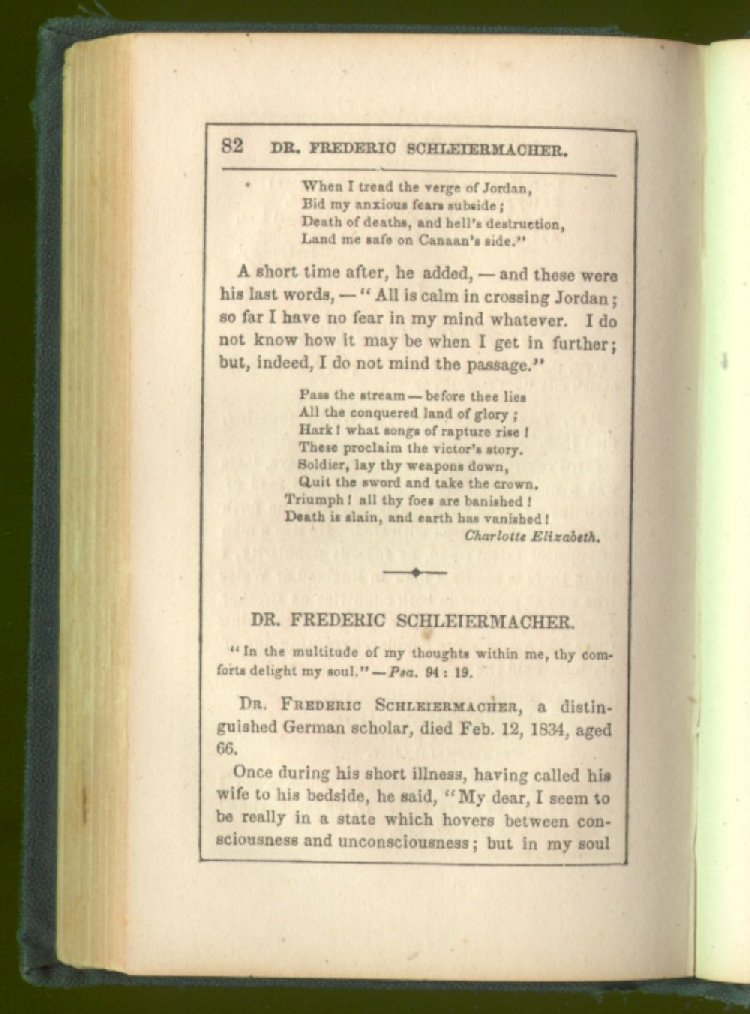 82 DR. FREDERIC SCHLEIERMACHER.
When I tread the verge of Jordan,
Bid my anxious fears subside;
Death of deaths, and hell's destruction,
Land me safe on Canaan's side."
A short time after, he added, — and these were
his last words, — "All is calm in crossing Jordan;
so far I have no fear in my mind whatever. I do
not know how it may be when I get in further;
but, indeed, I do not mind the passage."
Pass the stream — before thee lies
All the conquered land of glory;
Hark! what songs of rapture rise!
These proclaim the victor's story.
Soldier, lay thy weapons down,
Quit the sword and take the crown.
Triumph! all thy foes are banished!
Death is slain, and earth has vanished!
Charlotte Elizabeth.
DR. FREDERIC SCHLEIERMACHER.
"In the multitude of my thoughts within me, thy com-
forts delight my soul." — Psa. 94: 19.
DR. FREDERIC SCHLEIERMACHER, a distin-
guished German scholar, died Feb. 12, 1834, aged
66.
Once during his short illness, having called his
wife to his bedside, he said, "My dear, I seem to
be really in a state which hovers between con-
sciousness and unconsciousness; but in my soul